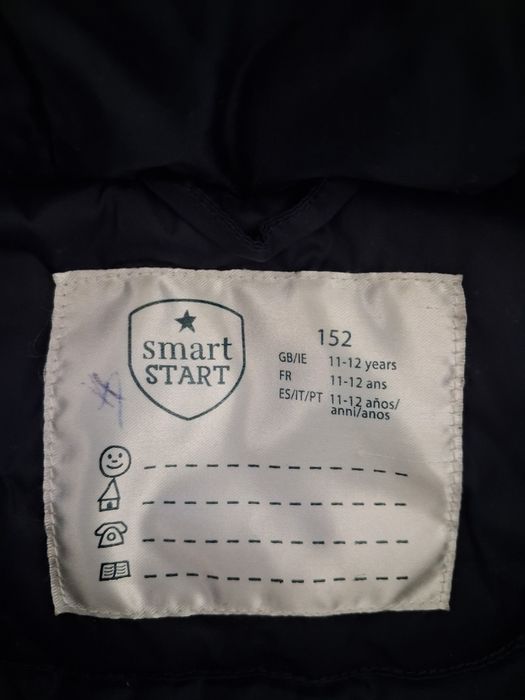 smart
START
152
GB/IE 11-12 years
FR 11-12 ans
ES/IT/PT 11-12 años/
anni/anos